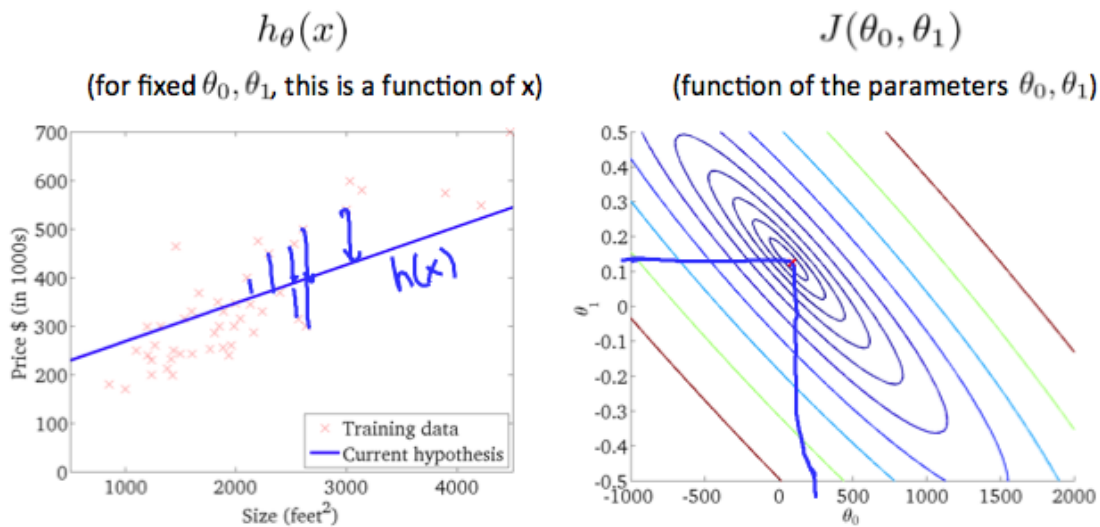 hθ(x)
(for fixed θ0, θ1, this is a function of x)
700
600
500
400
300
200
100
0
Price $ (in 1000s)
h(x)
Training data
Current hypothesis
1000
2000
3000
4000
Size (feet²)
J(θ0, θ1)
(function of the parameters θ0, θ1)
0.5
0.4
0.3
0.2
0.1
0
-0.1
-0.2
-0.3
-0.4
-0.5
θ1
-1000
-500
0
500
1000
1500
2000
θ0